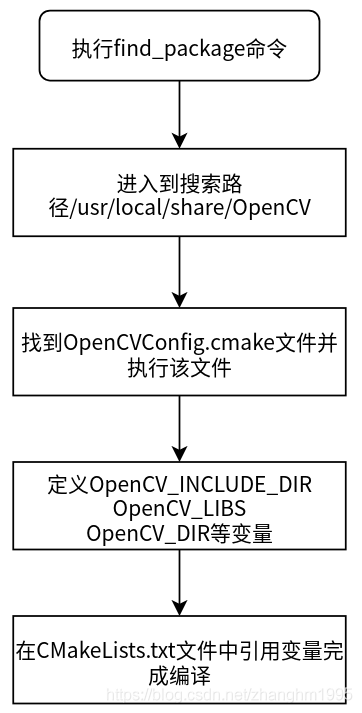 执行find_package命令
进入到搜索路
径/usr/local/share/OpenCV
找到OpenCVConfig.cmake文件并
执行该文件
定义OpenCV_INCLUDE_DIR
OpenCV_LIBS
OpenCV_DIR等变量
在CMakeLists.txt文件中引用变量完
成编译
https://blog.csdn.net/zhanghm1995